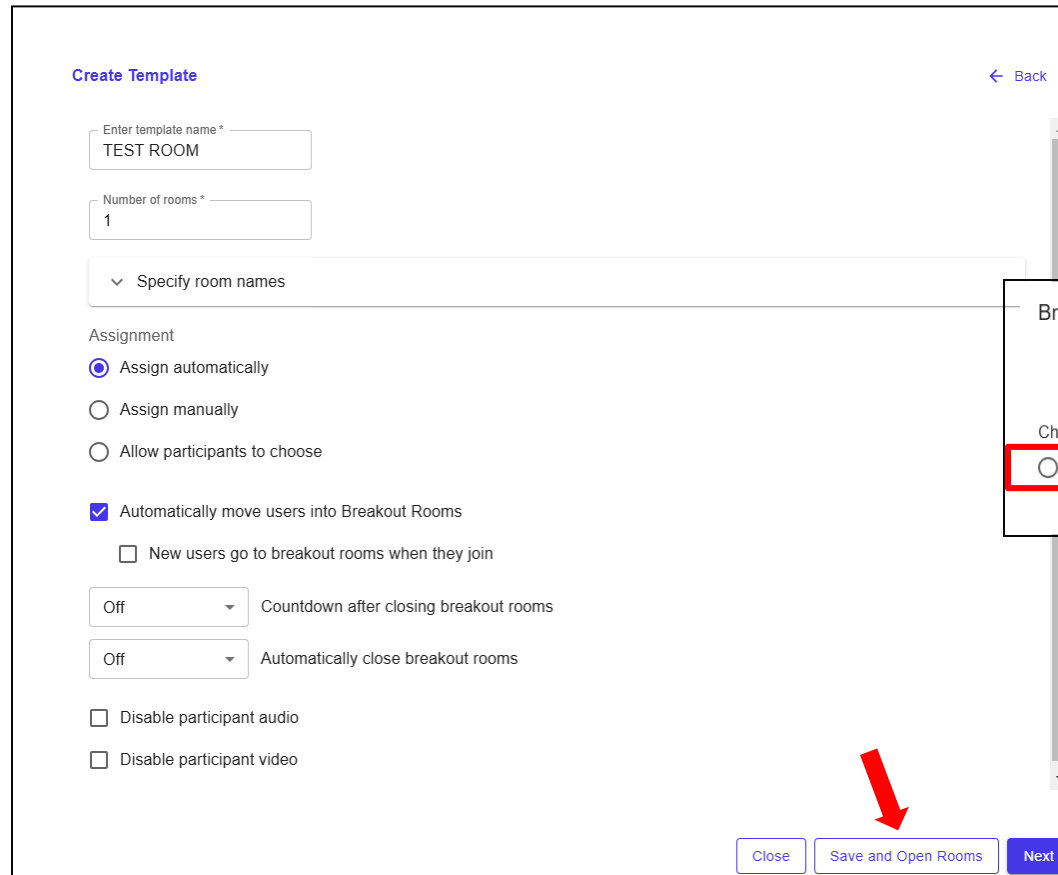 Create Template
Back
Enter template name *
TEST ROOM
Number of rooms *
1
Specify room names
Br
Assignment
Assign automatically
Assign manually
Ch
Allow participants to choose
Automatically move users into Breakout Rooms
New users go to breakout rooms when they join
Off Countdown after closing breakout rooms
Off Automatically close breakout rooms
Disable participant audio
Disable participant video
Close Save and Open Rooms Next